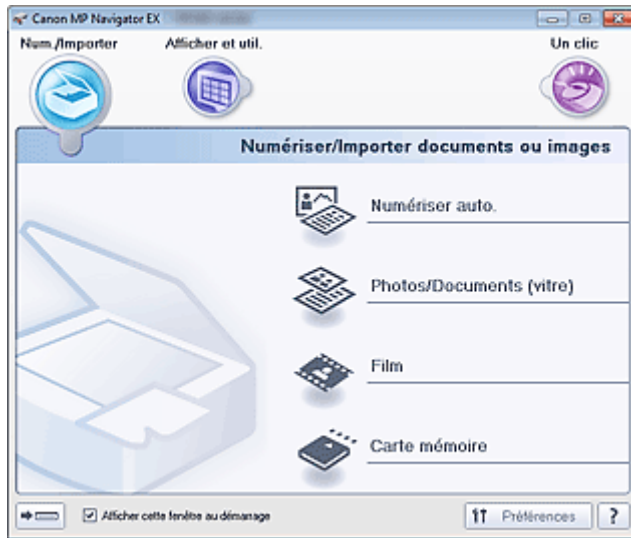 Canon MP Navigator EX
Num./Importer
Afficher et util.
Un clic
Numériser/Importer documents ou images
Numériser auto.
Photos/Documents (vitre)
Film
Carte mémoire
Afficher cette fenêtre au démarrage
Préférences
?